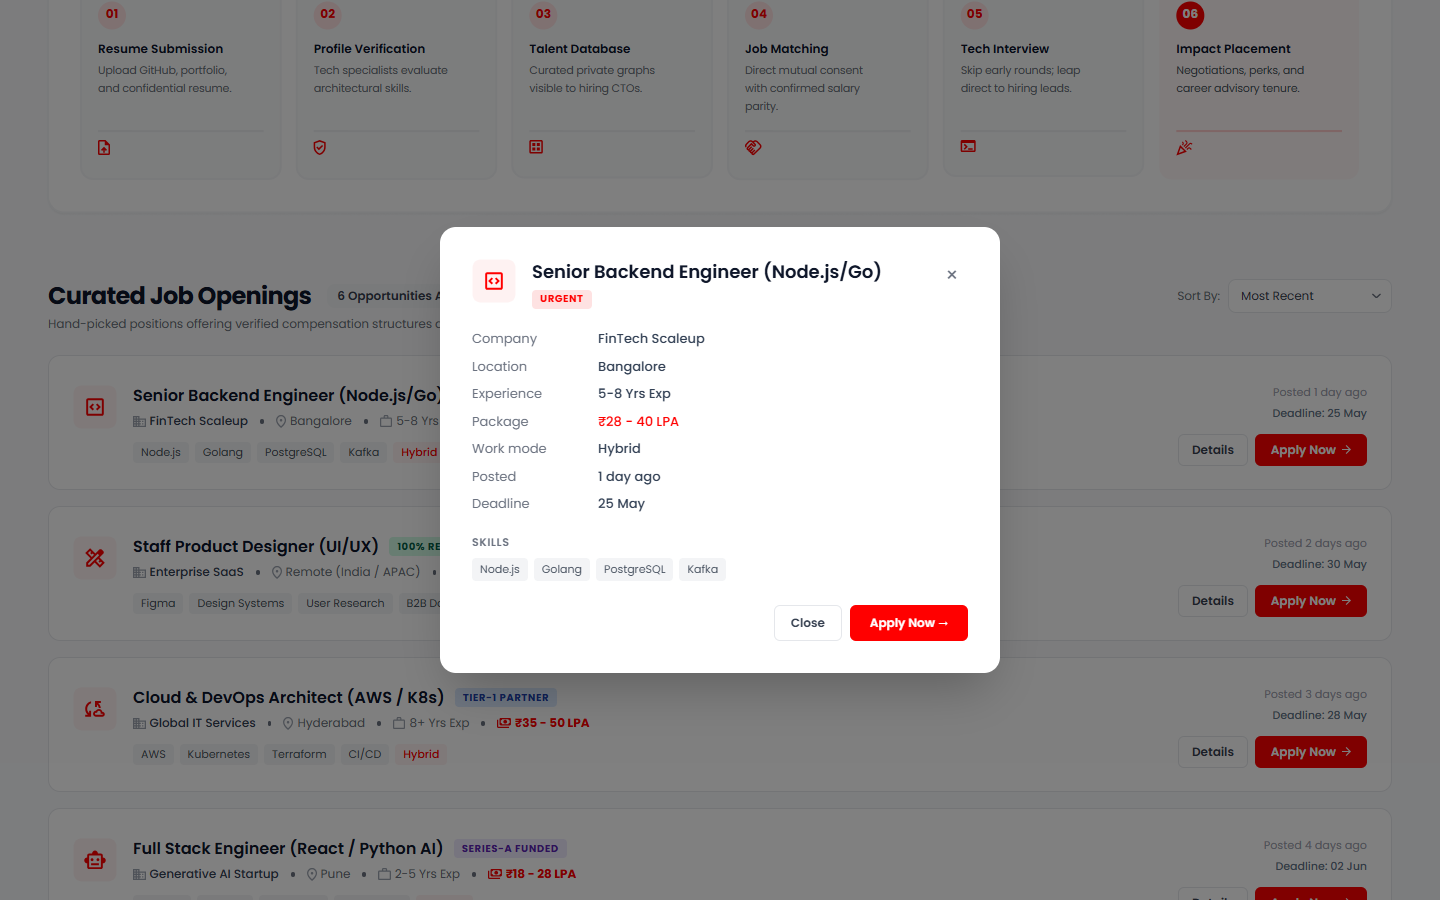 01
Resume Submission
Upload GitHub, portfolio,
and confidential resume.
02
Profile Verification
Tech specialists evaluate
architectural skills.
03
Talent Database
Curated private graphs
visible to hiring CTOs.
04
Job Matching
Direct mutual consent
with confirmed salary
parity.
05
Tech Interview
Skip early rounds; leap
direct to hiring leads.
06
Impact Placement
Negotiations, perks, and
career advisory tenure.
Curated Job Openings 6 Opportunities
Hand-picked positions offering verified compensation structures
Sort By: Most Recent
Senior Backend Engineer (Node.js/Go)
FinTech Scaleup • Bangalore • 5-8 Yrs
Node.js Golang PostgreSQL Kafka Hybrid
Posted 1 day ago
Deadline: 25 May
Details Apply Now →
Staff Product Designer (UI/UX) 100%
Enterprise SaaS • Remote (India / APAC) •
Figma Design Systems User Research B2B
Posted 2 days ago
Deadline: 30 May
Details Apply Now →
Cloud & DevOps Architect (AWS / K8s) TIER-1 PARTNER
Global IT Services • Hyderabad • 8+ Yrs Exp • ₹35 - 50 LPA
AWS Kubernetes Terraform CI/CD Hybrid
Posted 3 days ago
Deadline: 28 May
Details Apply Now →
Full Stack Engineer (React / Python AI) SERIES-A FUNDED
Generative AI Startup • Pune • 2-5 Yrs Exp • ₹18 - 28 LPA
Posted 4 days ago
Deadline: 02 Jun
Senior Backend Engineer (Node.js/Go) ×
URGENT
Company FinTech Scaleup
Location Bangalore
Experience 5-8 Yrs Exp
Package ₹28 - 40 LPA
Work mode Hybrid
Posted 1 day ago
Deadline 25 May
SKILLS
Node.js Golang PostgreSQL Kafka
Close Apply Now →